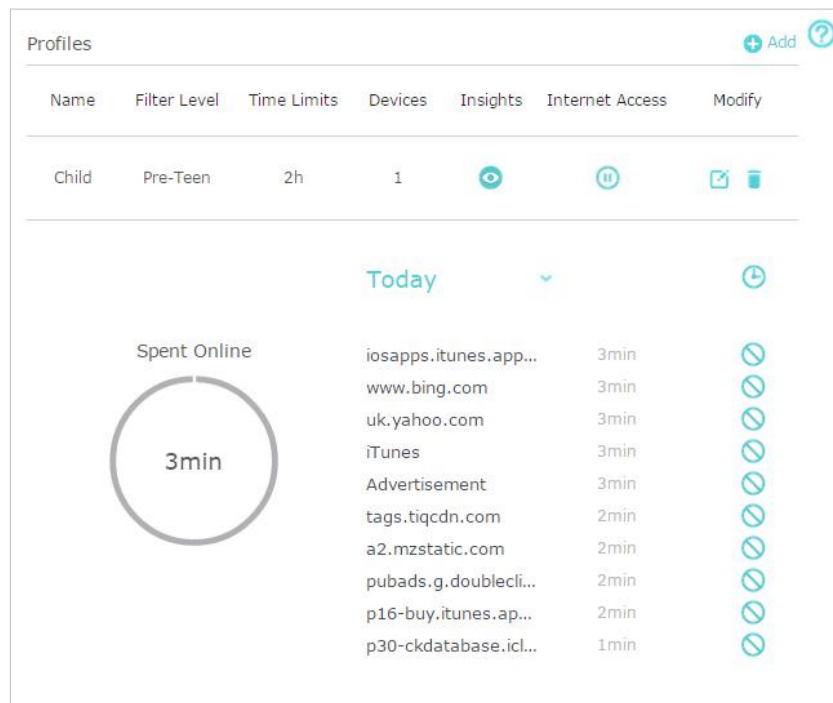 Profiles Add ?
Name Filter Level Time Limits Devices Insights Internet Access Modify
Child Pre-Teen 2h 1
Today
Spent Online
3min
iosapps.itunes.app... 3min
www.bing.com 3min
uk.yahoo.com 3min
iTunes 3min
Advertisement 3min
tags.tiqcdn.com 2min
a2.mzstatic.com 2min
pubads.g.doublecli... 2min
p16-buy.itunes.ap... 2min
p30-ckdatabase.icl... 1min